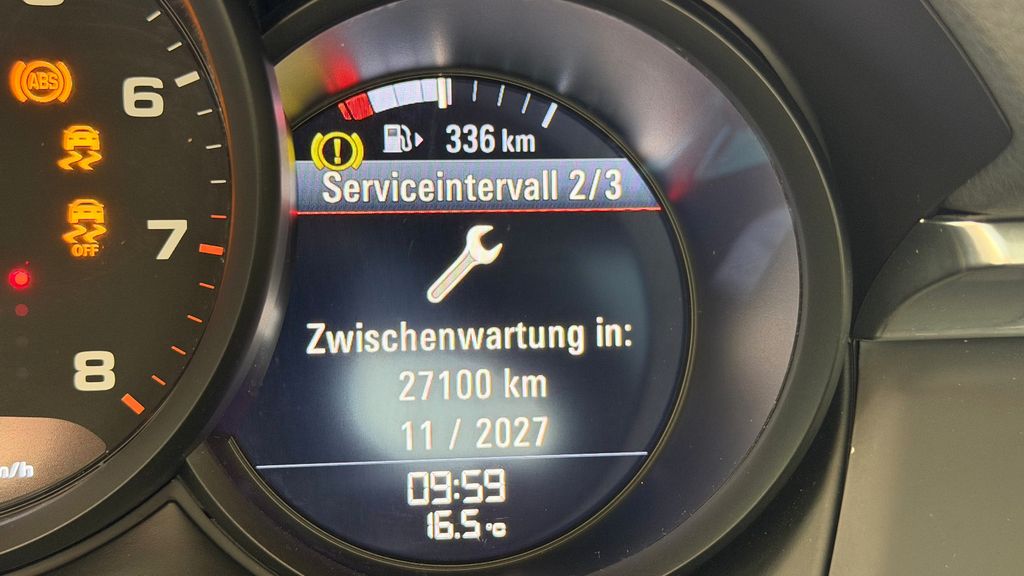 ABS
6
OFF
7
8
km/h
336 km
Serviceintervall 2/3
Zwischenwartung in:
27100 km
11 / 2027
09:59
16.5 °C